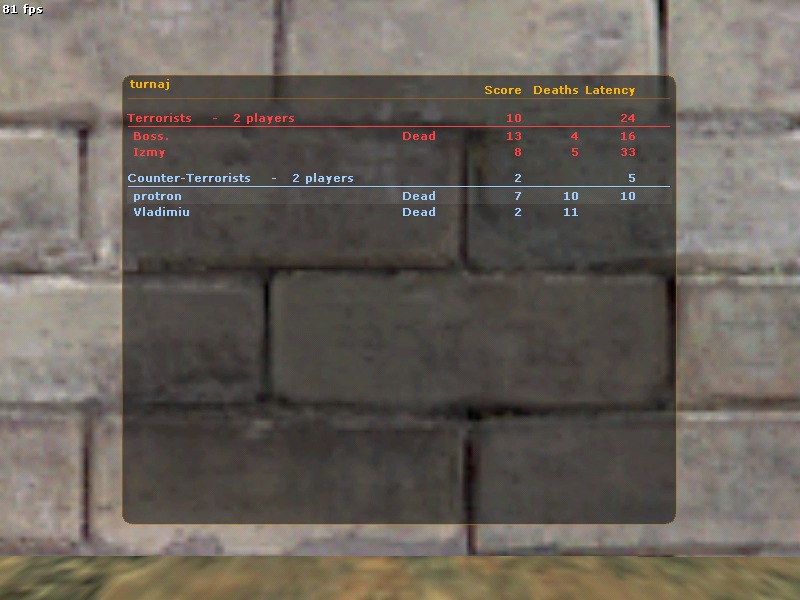 81 fps
turnaj
Score Deaths Latency
Terrorists - 2 players 10 24
Boss. Dead 13 4 16
Izmy 8 5 33
Counter-Terrorists - 2 players 2 5
protron Dead 7 10 10
Vladimiu Dead 2 11